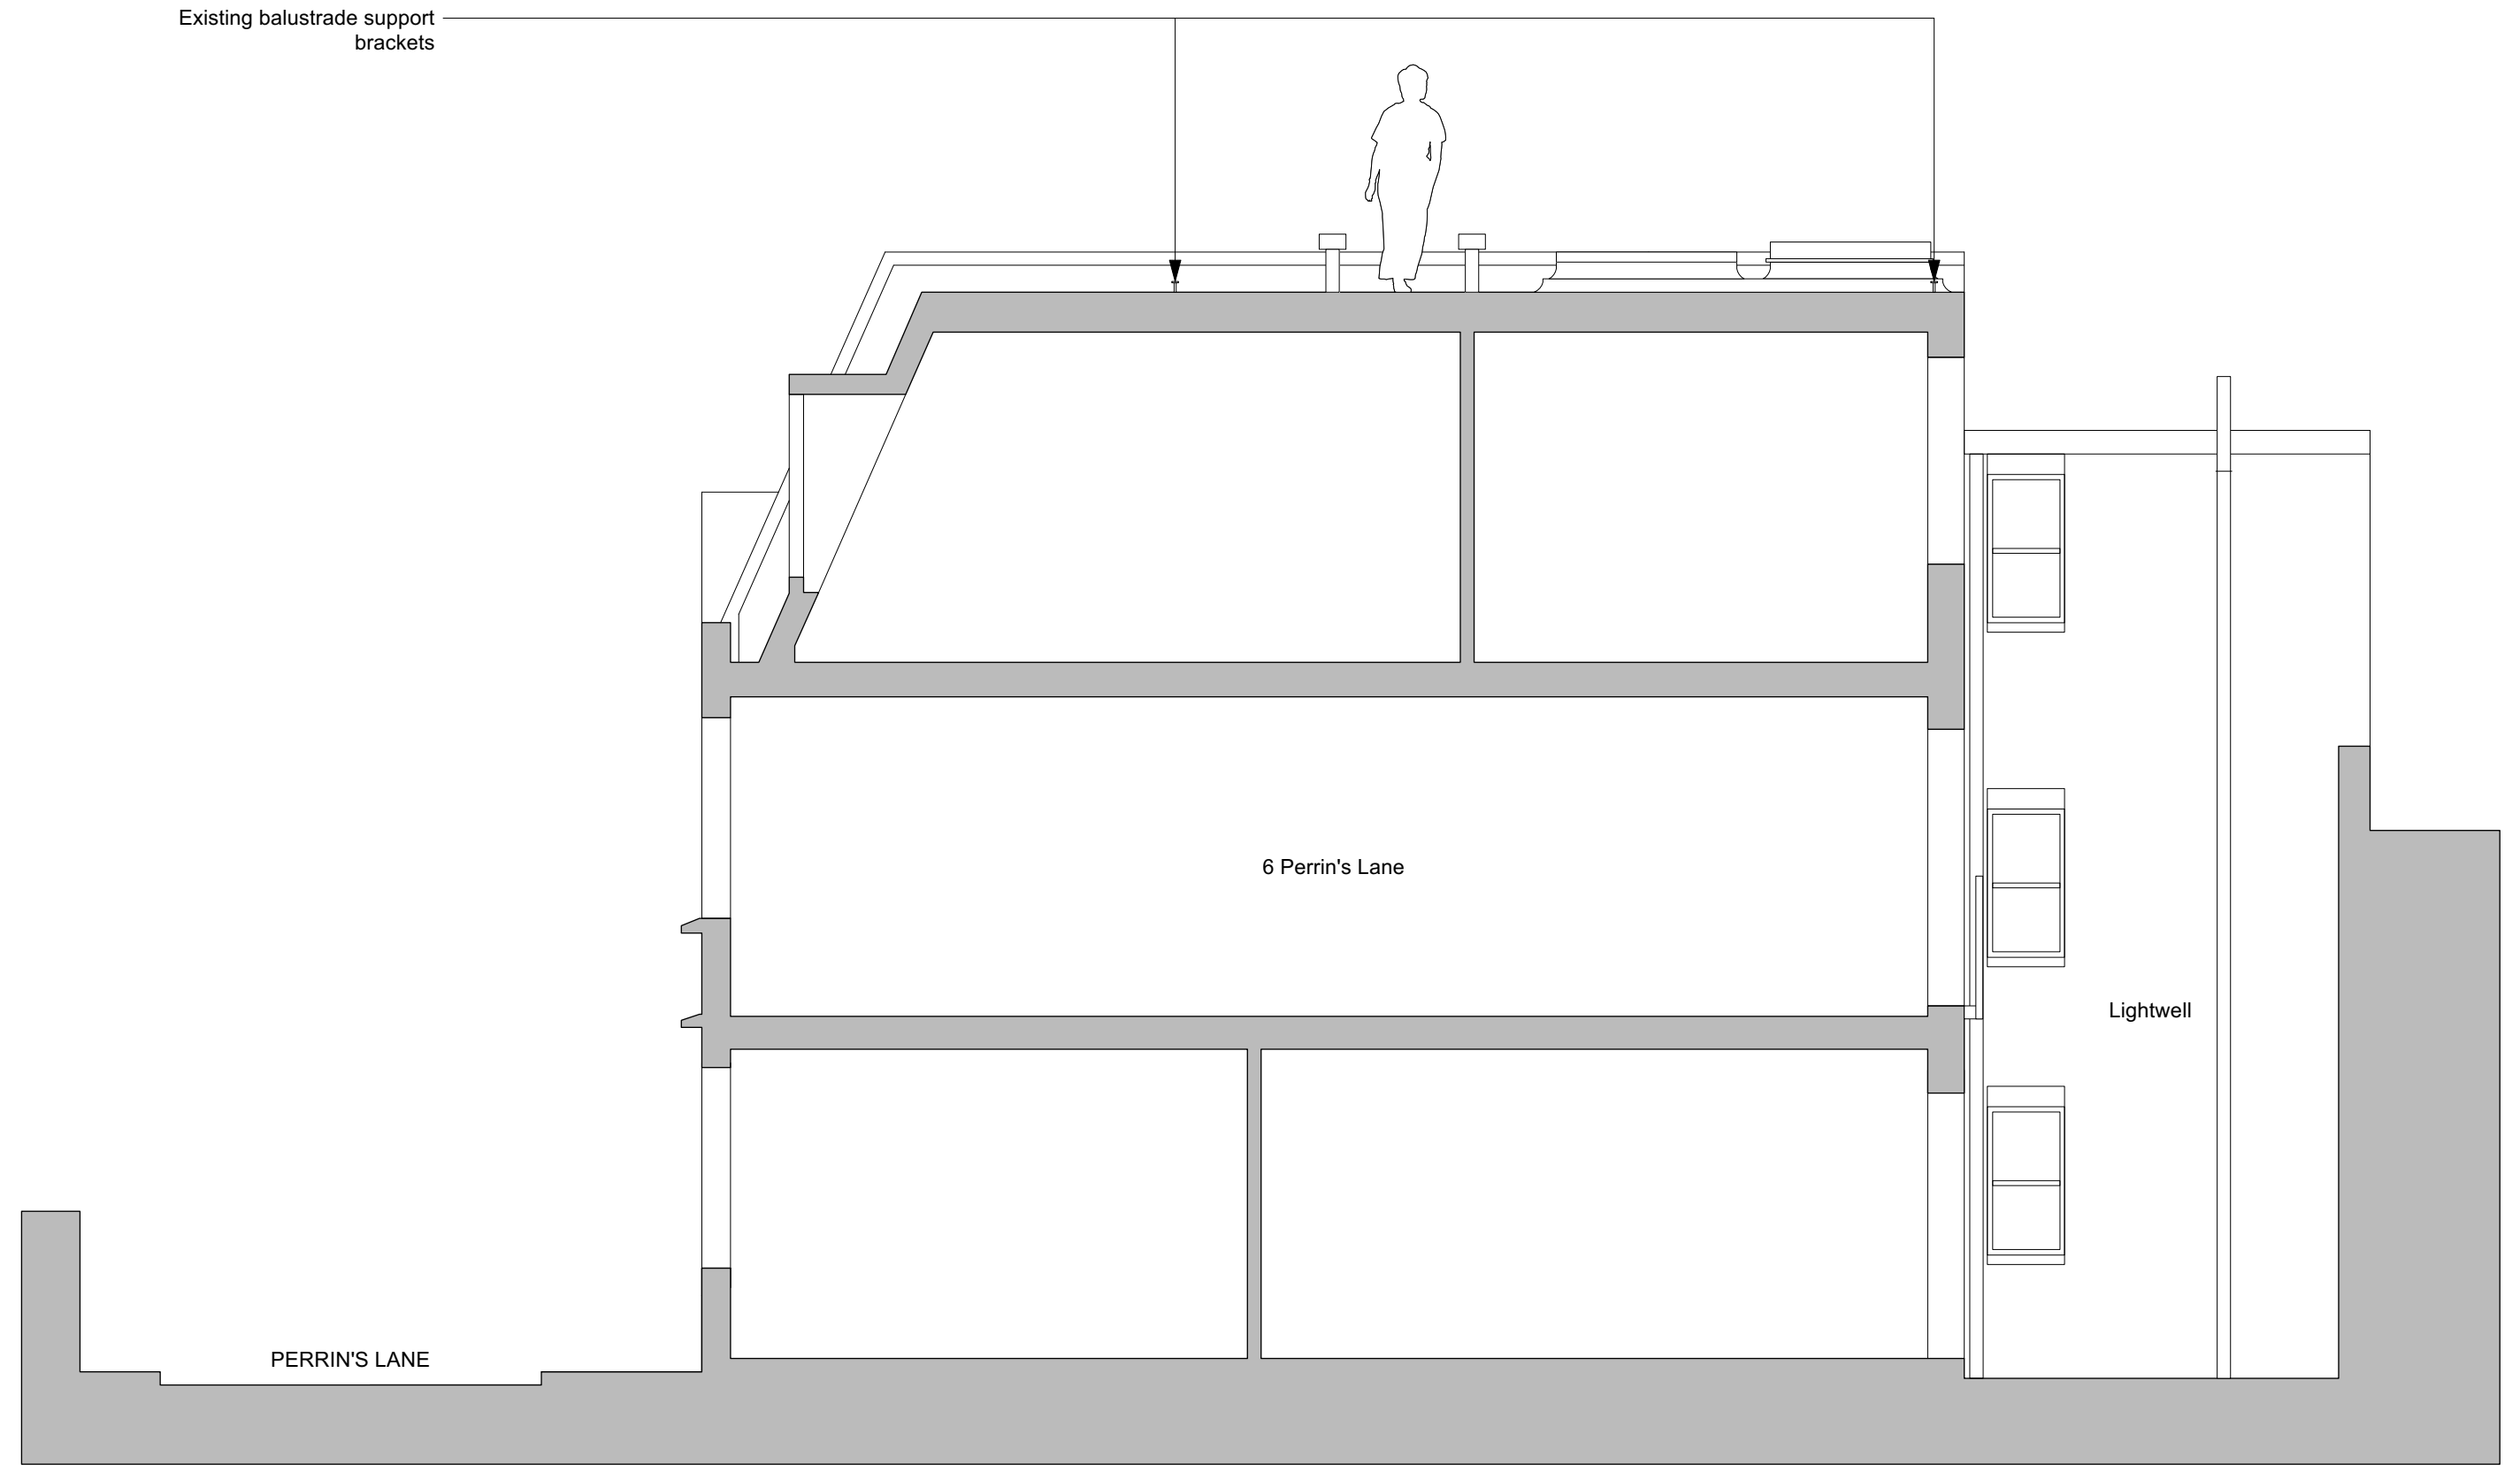 Existing balustrade support
brackets
6 Perrin's Lane
Lightwell
PERRIN'S LANE